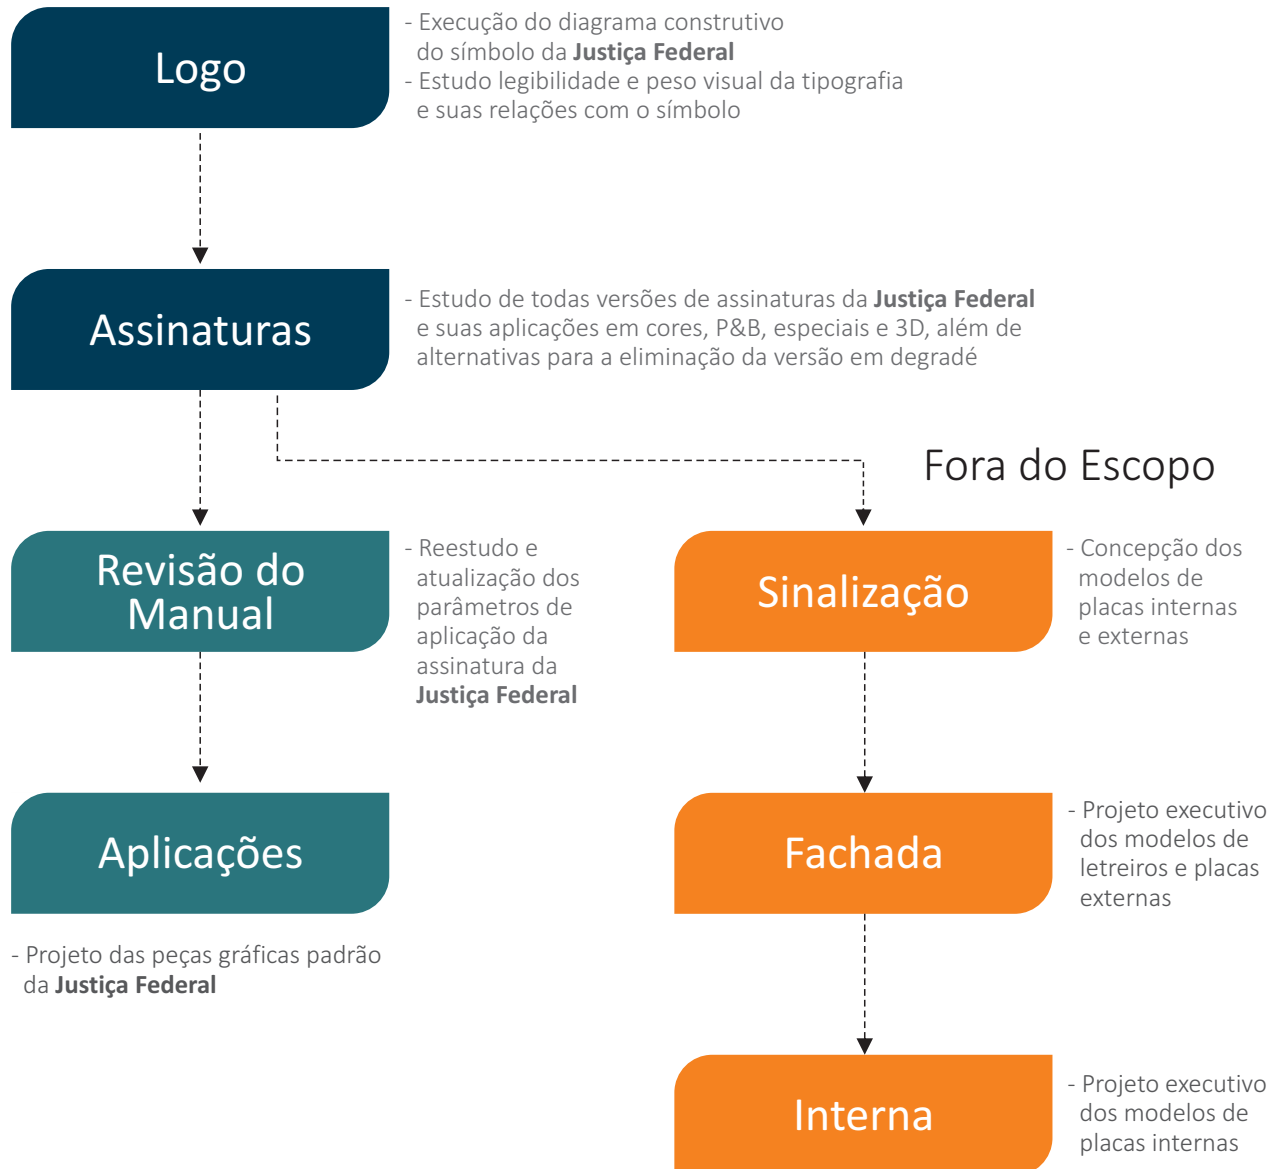 Logo
- Execução do diagrama construtivo
do símbolo da Justiça Federal
- Estudo legibilidade e peso visual da tipografia
e suas relações com o símbolo
Assinaturas
- Estudo de todas versões de assinaturas da Justiça Federal
e suas aplicações em cores, P&B, especiais e 3D, além de
alternativas para a eliminação da versão em degradé
Fora do Escopo
Revisão do
Manual
- Reestudo e
atualização dos
parâmetros de
aplicação da
assinatura da
Justiça Federal
Sinalização
- Concepção dos
modelos de
placas internas
e externas
Aplicações
- Projeto das peças gráficas padrão
da Justiça Federal
Fachada
- Projeto executivo
dos modelos de
letreiros e placas
externas
Interna
- Projeto executivo
dos modelos de
placas internas